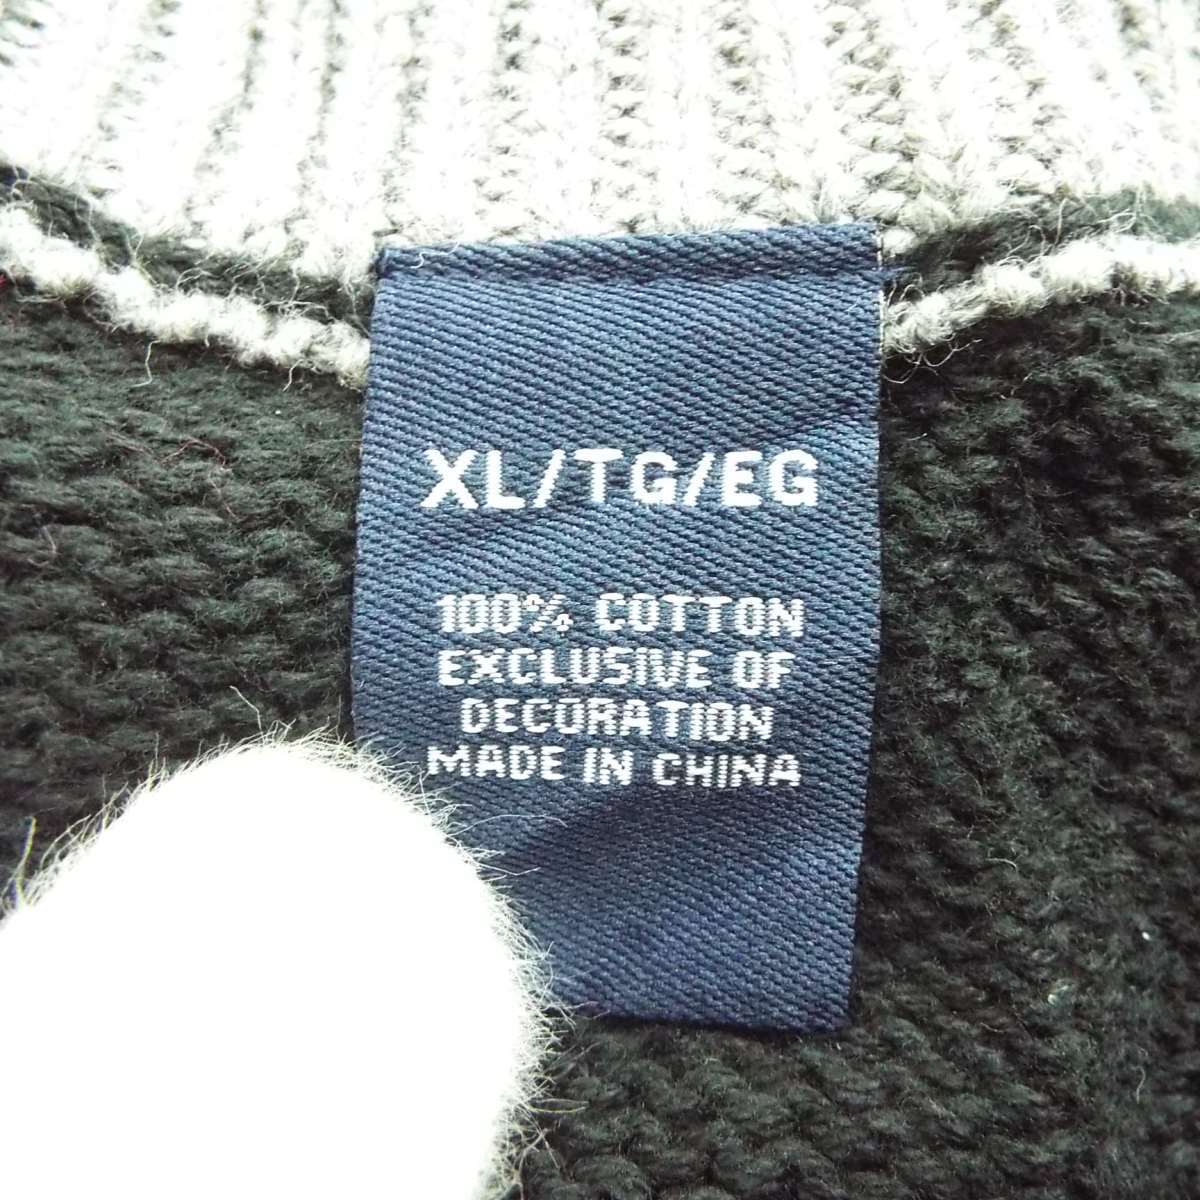 XL/TG/EG
100% COTTON
EXCLUSIVE OF
DECORATION
MADE IN CHINA